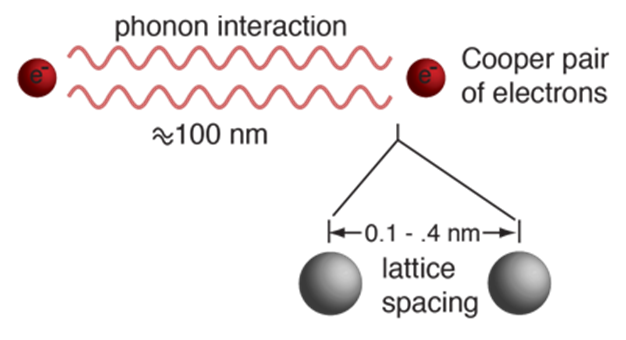 phonon interaction
e⁻
e⁻
Cooper pair
of electrons
≈100 nm
0.1 - .4 nm
lattice
spacing